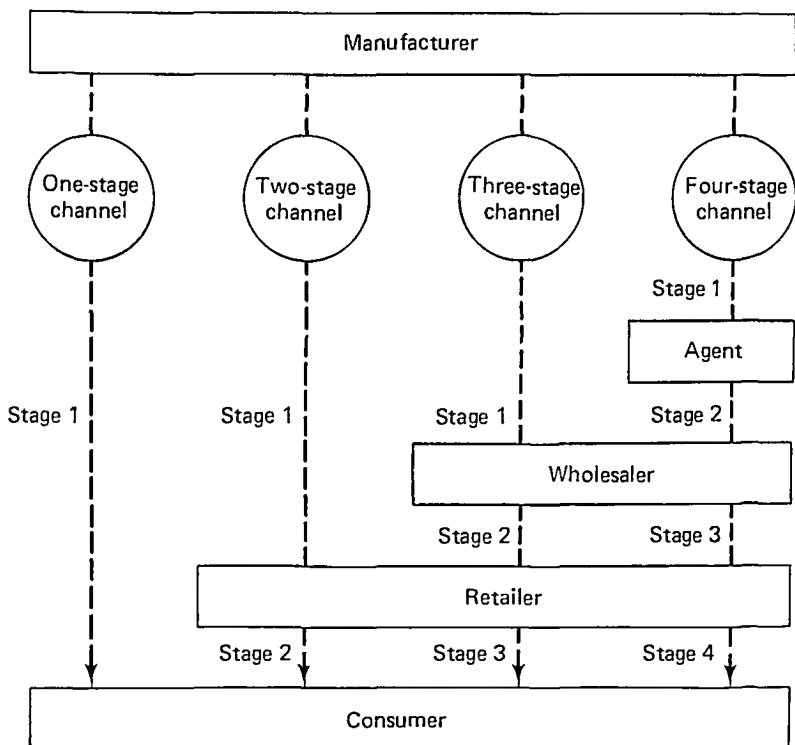 Manufacturer
One-stage
channel
Two-stage
channel
Three-stage
channel
Four-stage
channel
Stage 1
Agent
Stage 1
Stage 1
Stage 1
Stage 2
Wholesaler
Stage 2
Stage 3
Retailer
Stage 2
Stage 3
Stage 4
Consumer